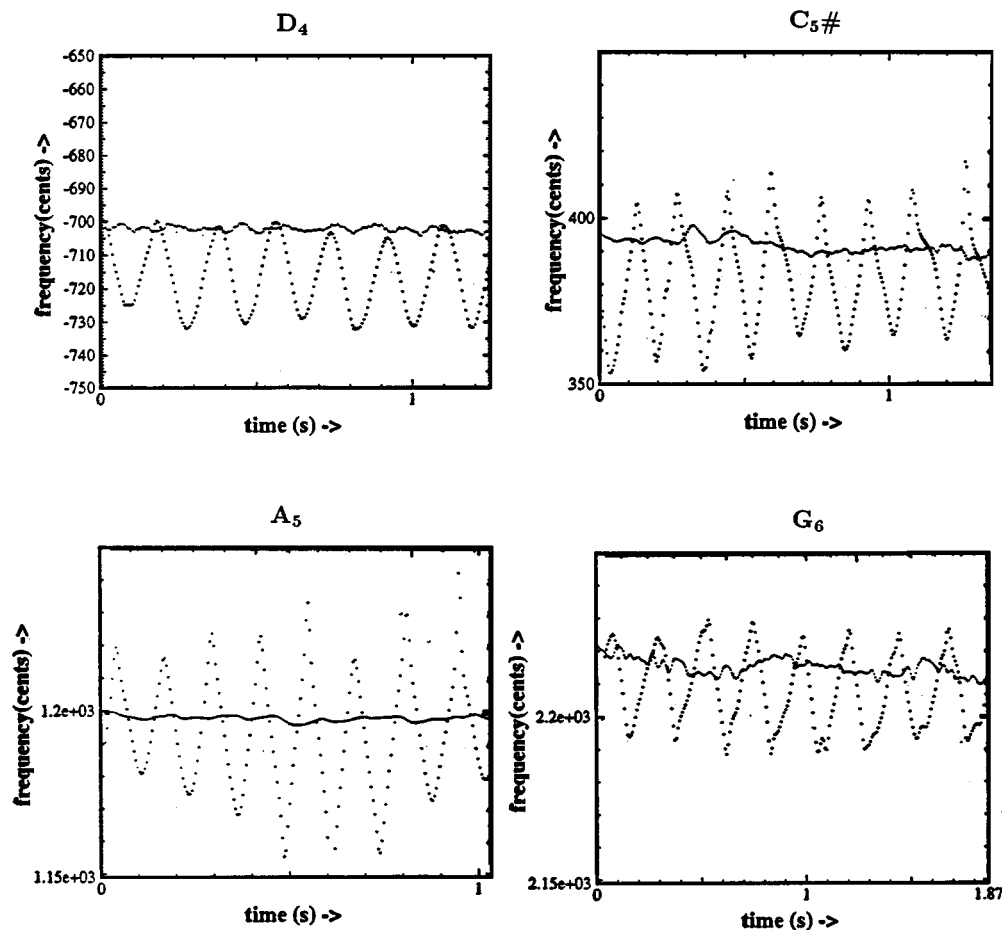 D4
-650
-660
-670
-680
-690
-700
-710
-720
-730
-740
-750
frequency(cents) ->
0
1
time (s) ->
C5#
400
350
frequency(cents) ->
0
1
time (s) ->
A5
1.2e+03
1.15e+03
frequency(cents) ->
0
1
time (s) ->
G6
2.2e+03
2.15e+03
frequency(cents) ->
0
1
1.87
time (s) ->